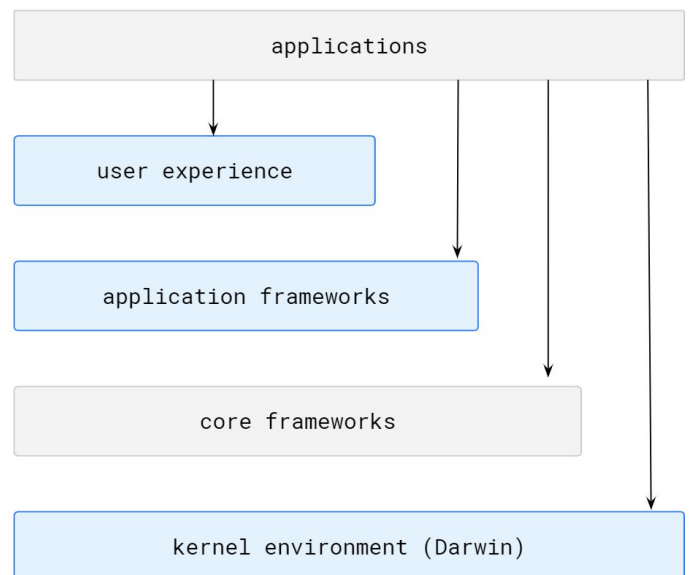 applications
user experience
application frameworks
core frameworks
kernel environment (Darwin)